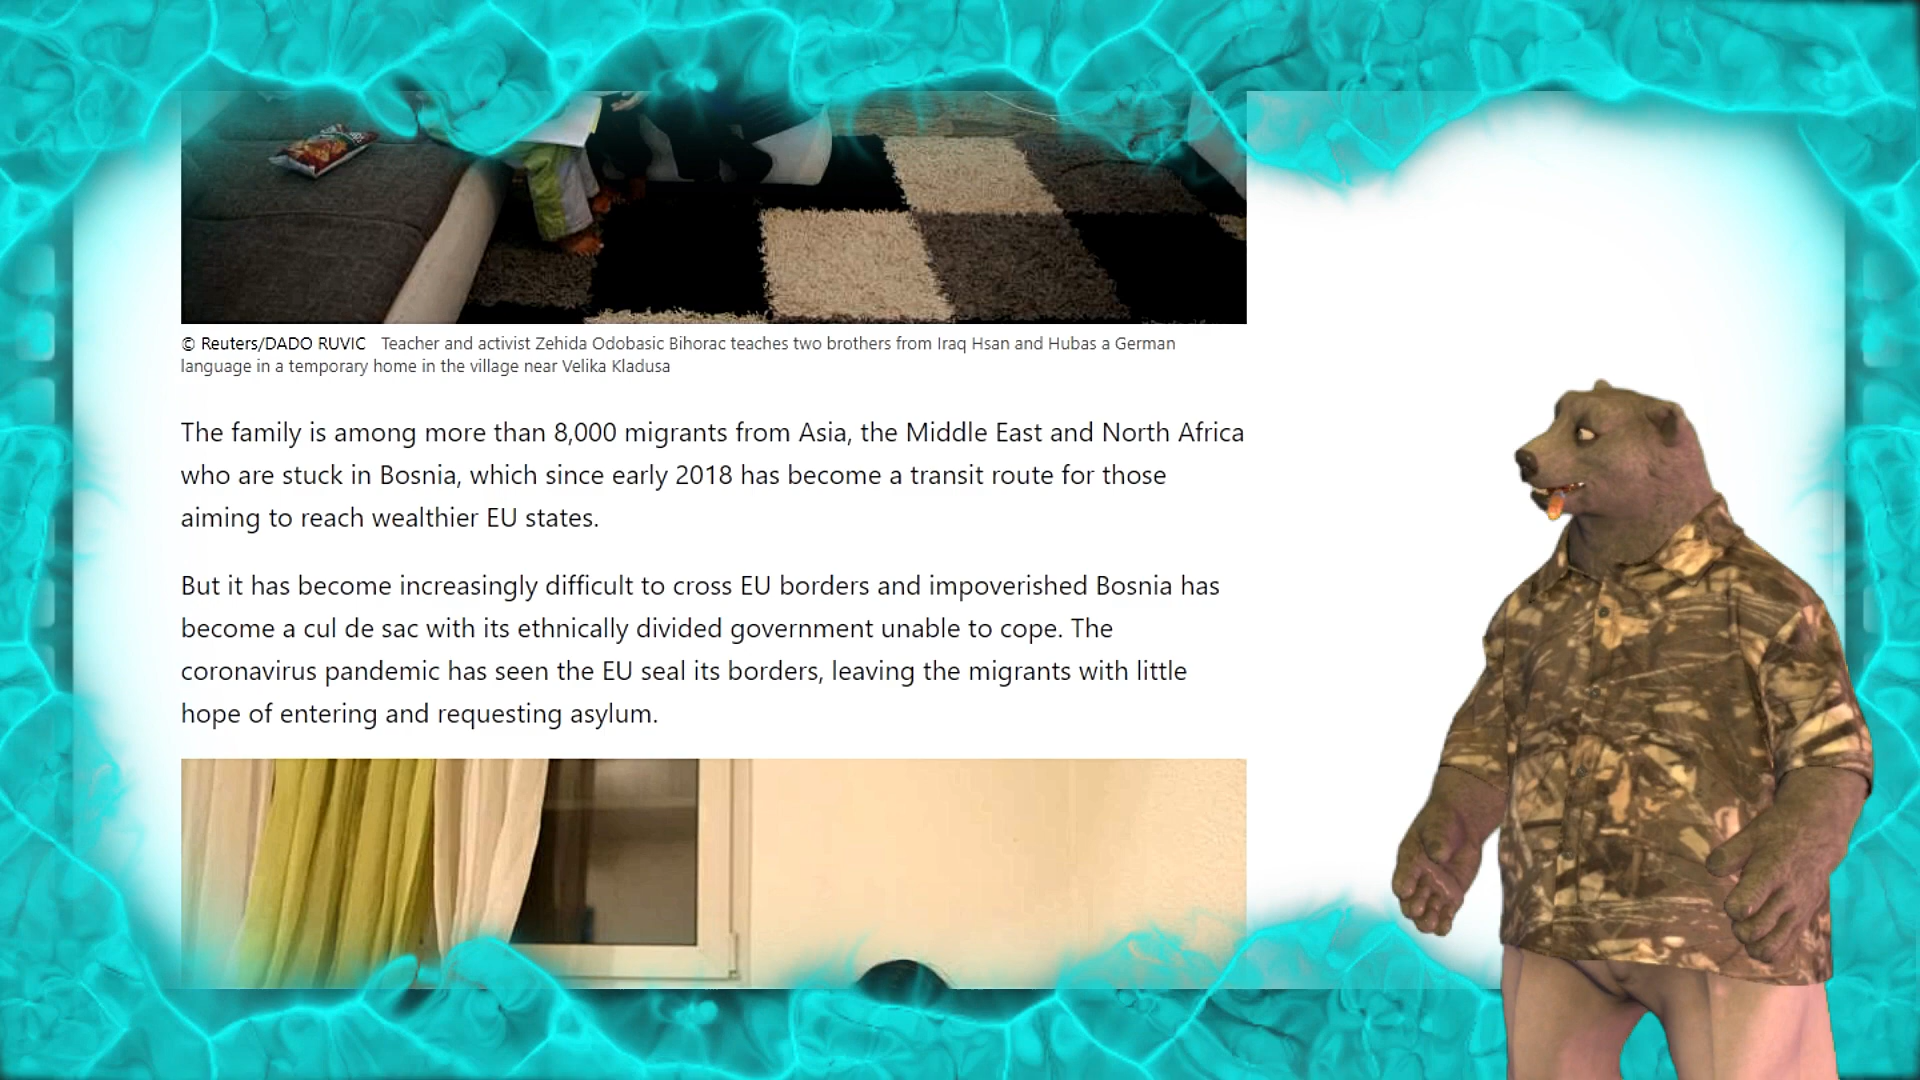 © Reuters/DADO RUVIC Teacher and activist Zehida Odobasic Bihorac teaches two brothers from Iraq Hsan and Hubas a German
language in a temporary home in the village near Velika Kladusa
The family is among more than 8,000 migrants from Asia, the Middle East and North Africa
who are stuck in Bosnia, which since early 2018 has become a transit route for those
aiming to reach wealthier EU states.
But it has become increasingly difficult to cross EU borders and impoverished Bosnia has
become a cul de sac with its ethnically divided government unable to cope. The
coronavirus pandemic has seen the EU seal its borders, leaving the migrants with little
hope of entering and requesting asylum.